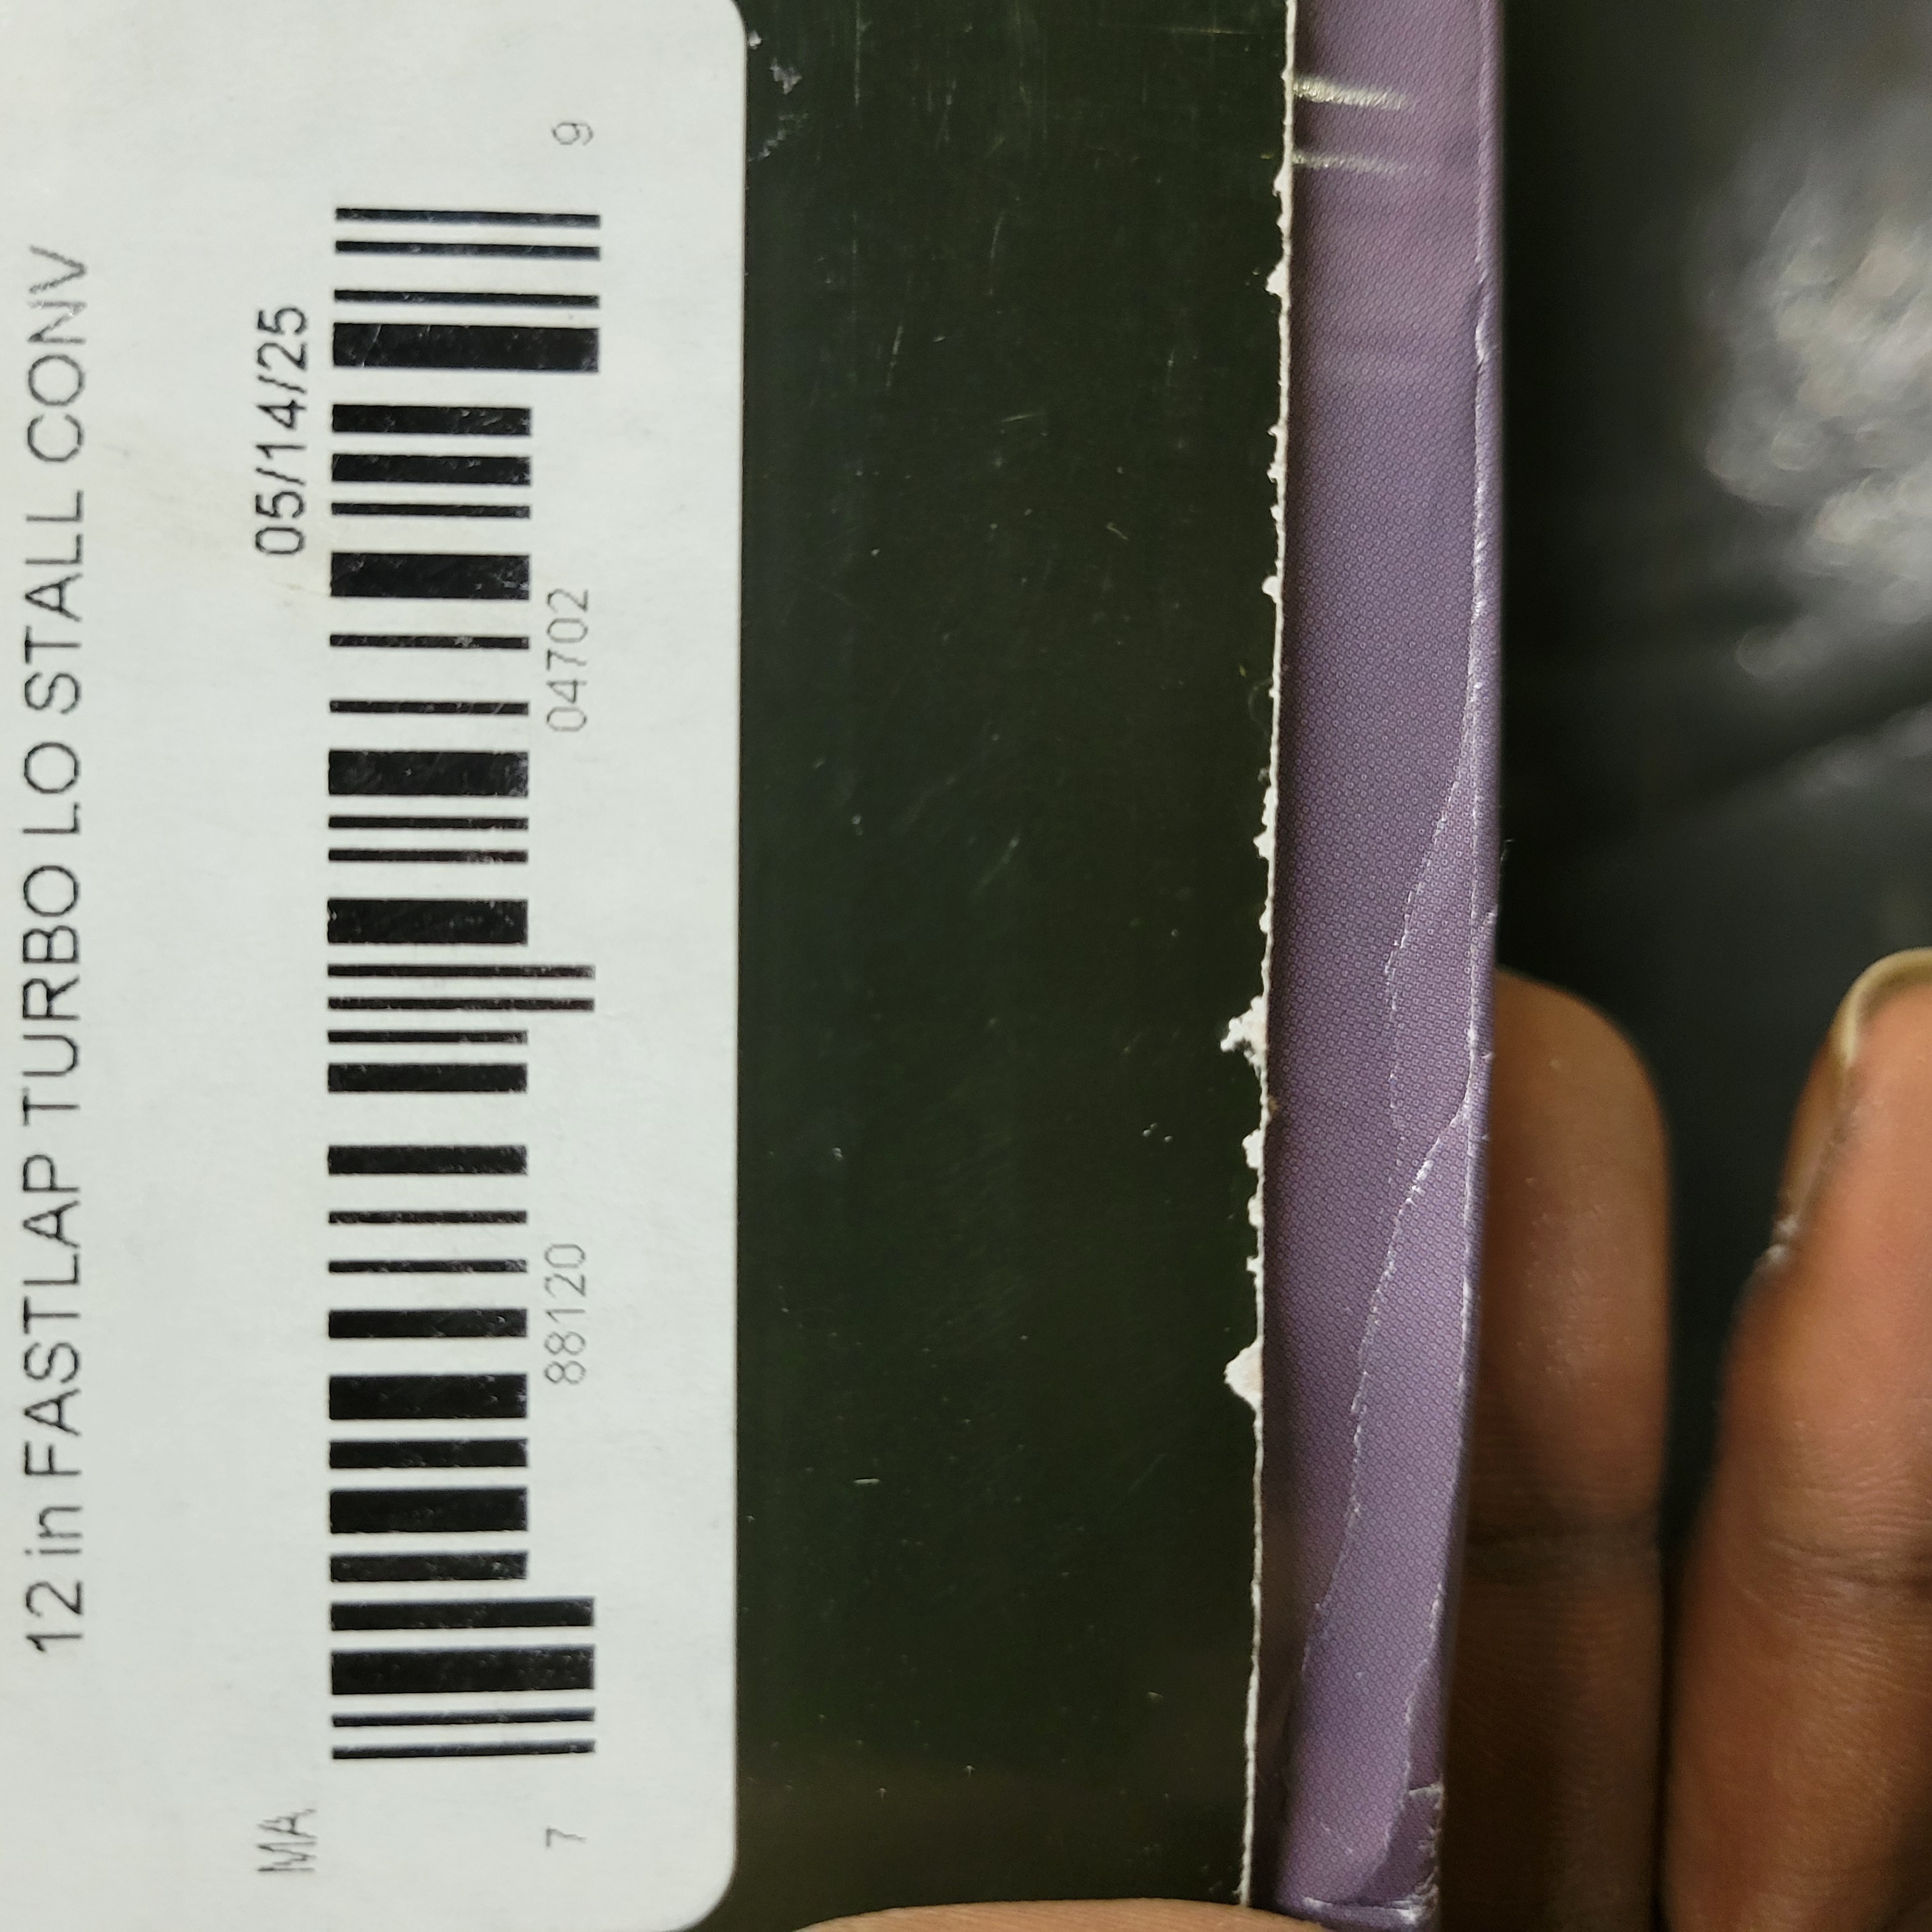 12 in FASTLAP TURBO LO STALL CONV
MA 05/14/25
7 88120 04702 9